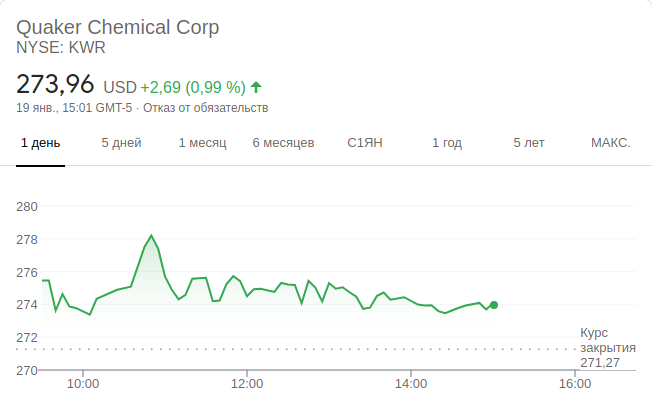 Quaker Chemical Corp
NYSE: KWR
273,96 USD +2,69 (0,99 %)
19 янв., 15:01 GMT-5 · Отказ от обязательств
1 день 5 дней 1 месяц 6 месяцев С1ЯН 1 год 5 лет МАКС.
280
278
276
274
272
270
Курс
закрытия
271,27
10:00 12:00 14:00 16:00